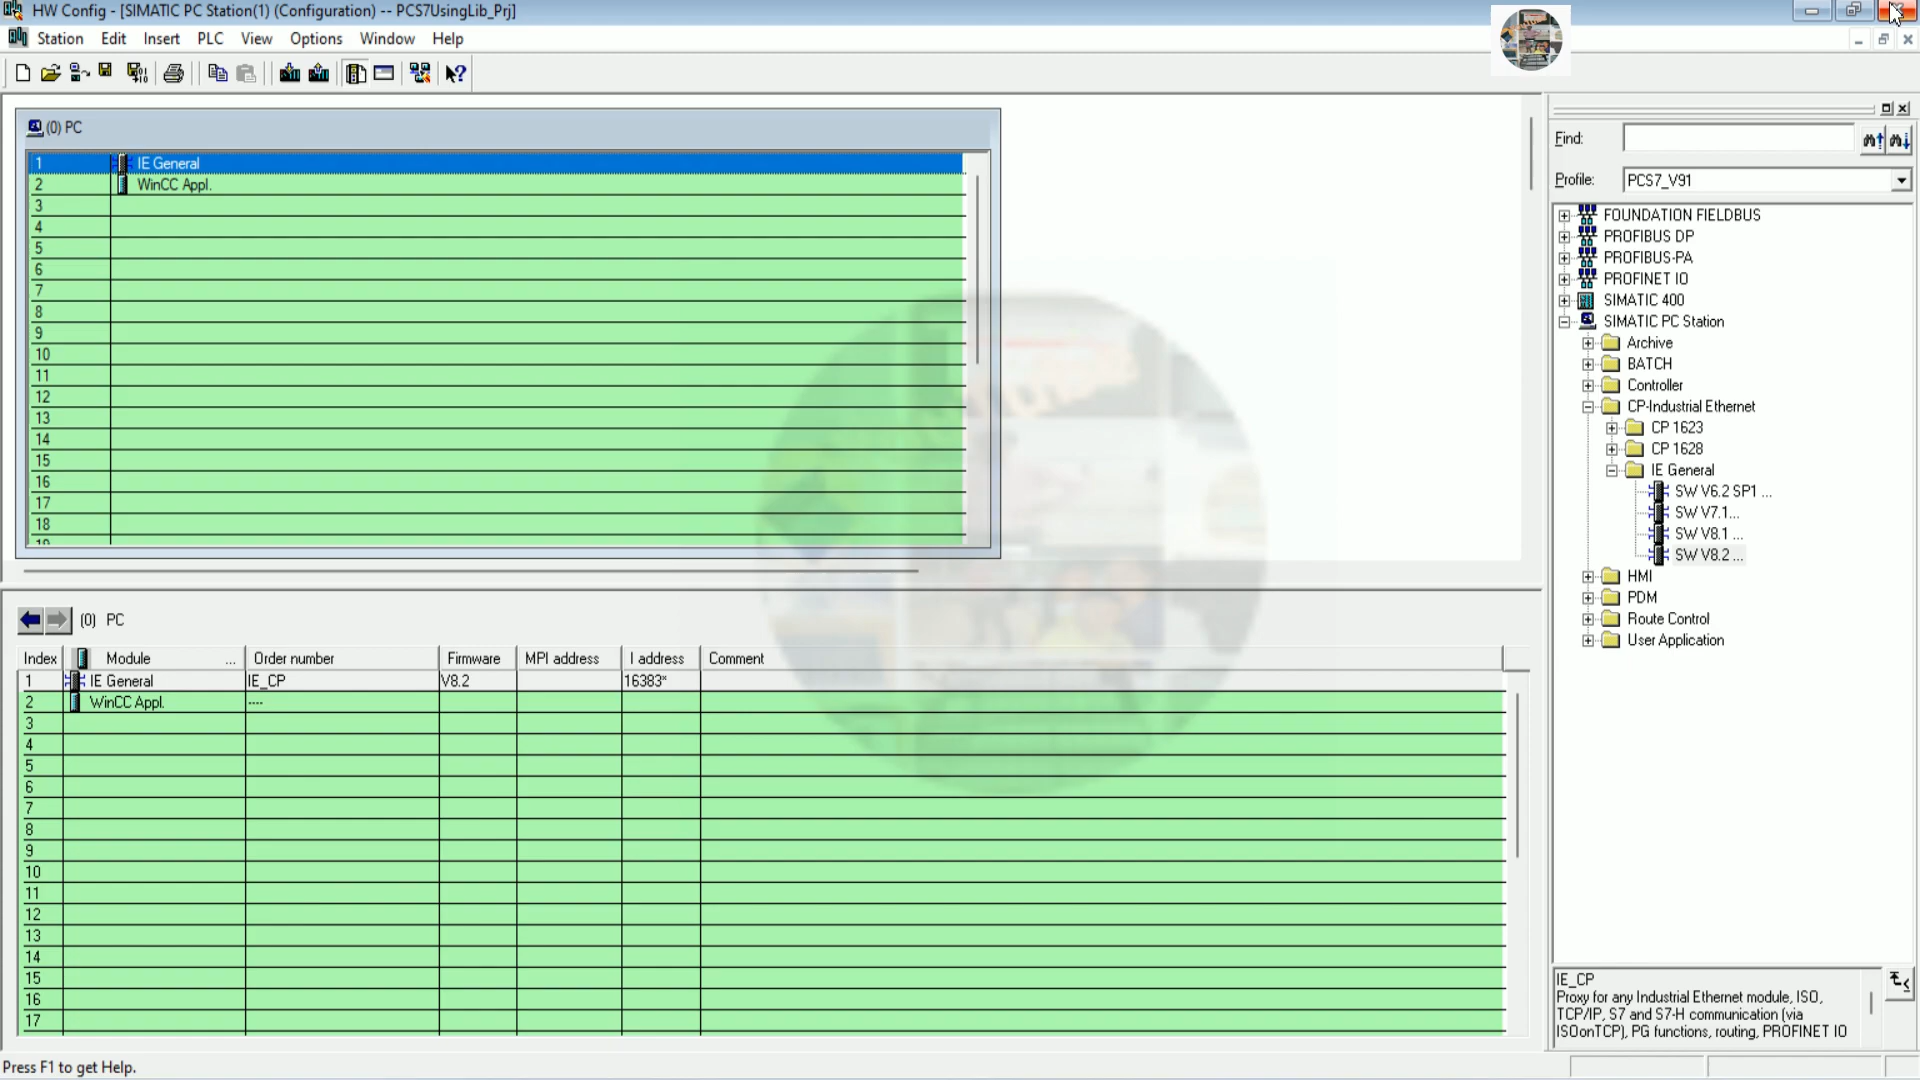 HW Config - [SIMATIC PC Station(1) (Configuration) -- PCS7UsingLib_Prj]
Station Edit Insert PLC View Options Window Help
(0) PC
1 IE General
2 WinCC Appl.
3
4
5
6
7
8
9
10
11
12
13
14
15
16
17
18
19
(0) PC
Index Module ... Order number Firmware MPI address I address Comment
1 IE General IE_CP V8.2 16383*
2 WinCC Appl. ----
3
4
5
6
7
8
9
10
11
12
13
14
15
16
17
Find:
Profile: PCS7_V91
FOUNDATION FIELDBUS
PROFIBUS DP
PROFIBUS-PA
PROFINET IO
SIMATIC 400
SIMATIC PC Station
Archive
BATCH
Controller
CP-Industrial Ethernet
CP 1623
CP 1628
IE General
SW V6.2 SP1 ...
SW V7.1...
SW V8.1 ...
SW V8.2 ...
HMI
PDM
Route Control
User Application
IE_CP
Proxy for any Industrial Ethernet module, ISO,
TCP/IP, S7 and S7-H communication (via
ISOonTCP), PG functions, routing, PROFINET IO
Press F1 to get Help.